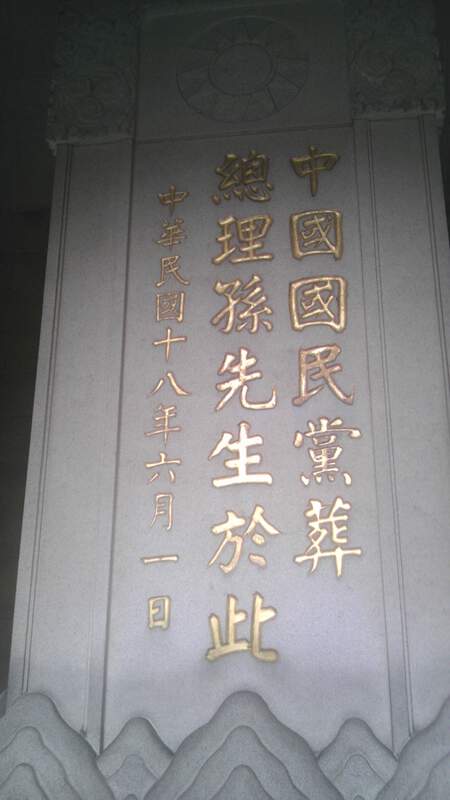 中國國民黨葬
總理孫先生於此
中華民國十八年六月一日